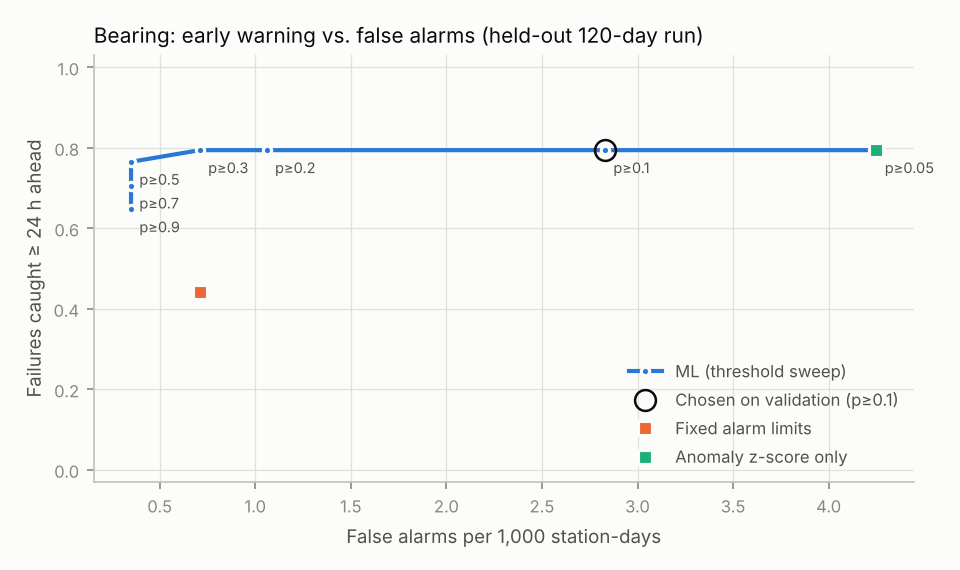 Bearing: early warning vs. false alarms (held-out 120-day run)
Failures caught ≥ 24 h ahead
1.0
0.8
0.6
0.4
0.2
0.0
p≥0.5
p≥0.7
p≥0.9
p≥0.3
p≥0.2
p≥0.1
p≥0.05
ML (threshold sweep)
Chosen on validation (p≥0.1)
Fixed alarm limits
Anomaly z-score only
0.5 1.0 1.5 2.0 2.5 3.0 3.5 4.0
False alarms per 1,000 station-days